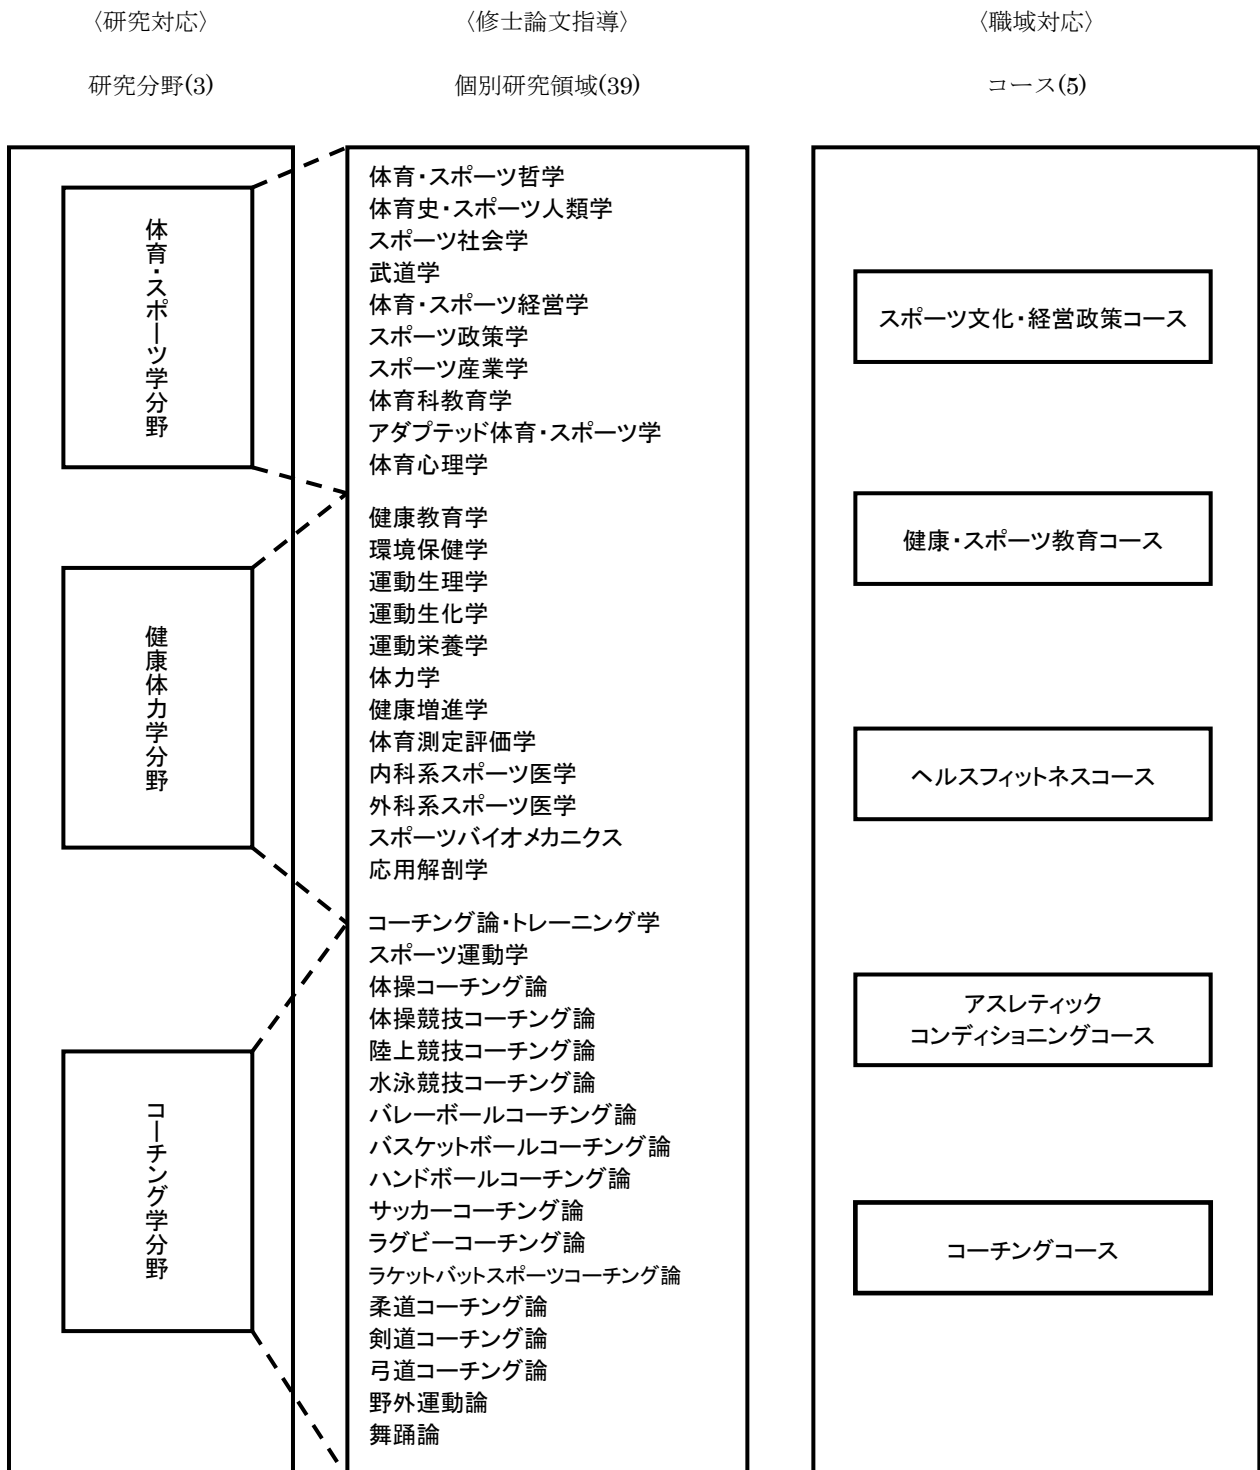 〈研究対応〉
研究分野(3)
体育・スポーツ学分野
健康体力学分野
コーチング学分野
〈修士論文指導〉
個別研究領域(39)
体育・スポーツ哲学
体育史・スポーツ人類学
スポーツ社会学
武道学
体育・スポーツ経営学
スポーツ政策学
スポーツ産業学
体育科教育学
アダプテッド体育・スポーツ学
体育心理学
健康教育学
環境保健学
運動生理学
運動生化学
運動栄養学
体力学
健康増進学
体育測定評価学
内科系スポーツ医学
外科系スポーツ医学
スポーツバイオメカニクス
応用解剖学
コーチング論・トレーニング学
スポーツ運動学
体操コーチング論
体操競技コーチング論
陸上競技コーチング論
水泳競技コーチング論
バレーボールコーチング論
バスケットボールコーチング論
ハンドボールコーチング論
サッカーコーチング論
ラグビーコーチング論
ラケットバットスポーツコーチング論
柔道コーチング論
剣道コーチング論
弓道コーチング論
野外運動論
舞踊論
〈職域対応〉
コース(5)
スポーツ文化・経営政策コース
健康・スポーツ教育コース
ヘルスフィットネスコース
アスレティック
コンディショニングコース
コーチングコース